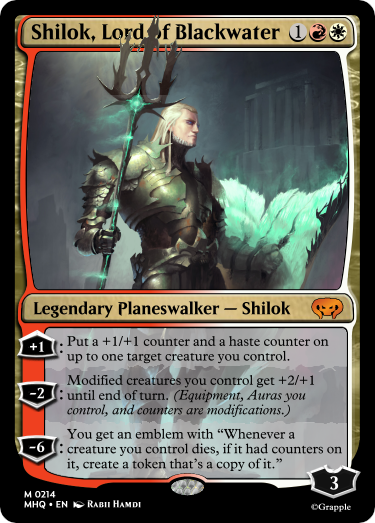 Shilok, Lord of Blackwater 1
Legendary Planeswalker — Shilok
+1: Put a +1/+1 counter and a haste counter on
up to one target creature you control.
−2: Modified creatures you control get +2/+1
until end of turn. (Equipment, Auras you
control, and counters are modifications.)
−6: You get an emblem with “Whenever a
creature you control dies, if it had counters on
it, create a token that’s a copy of it.”
3
M 0214
MHQ • EN Rabii Hamdi
©Grapple